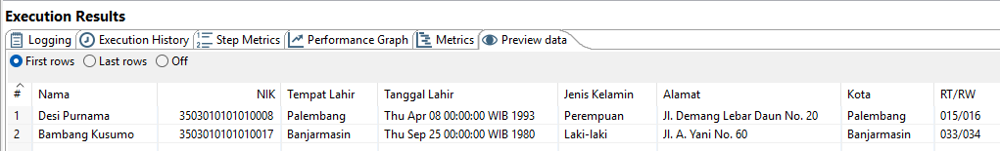 Execution Results
Logging Execution History Step Metrics Performance Graph Metrics Preview data
First rows Last rows Off
# Nama NIK Tempat Lahir Tanggal Lahir Jenis Kelamin Alamat Kota RT/RW
1 Desi Purnama 3503010101010008 Palembang Thu Apr 08 00:00:00 WIB 1993 Perempuan Jl. Demang Lebar Daun No. 20 Palembang 015/016
2 Bambang Kusumo 3503010101010017 Banjarmasin Thu Sep 25 00:00:00 WIB 1980 Laki-laki Jl. A. Yani No. 60 Banjarmasin 033/034